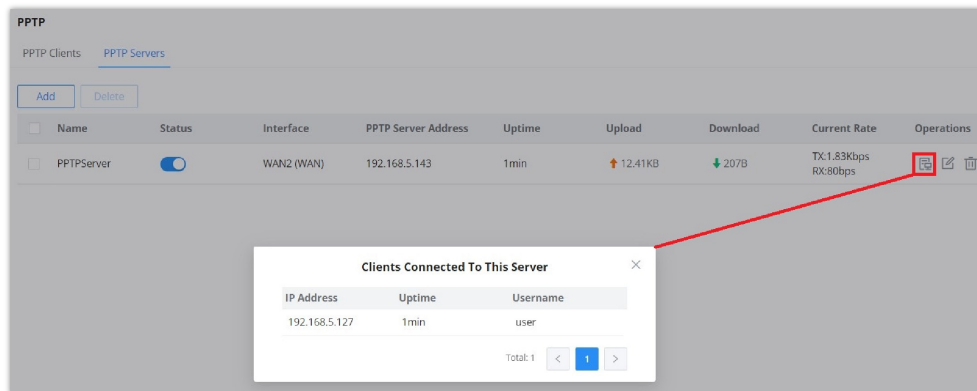 PPTP
PPTP Clients PPTP Servers
Add Delete
Name Status Interface PPTP Server Address Uptime Upload Download Current Rate Operations
PPTPServer WAN2 (WAN) 192.168.5.143 1min 12.41KB 207B TX:1.83Kbps
RX:80bps
Clients Connected To This Server
IP Address Uptime Username
192.168.5.127 1min user
Total: 1 < 1 >